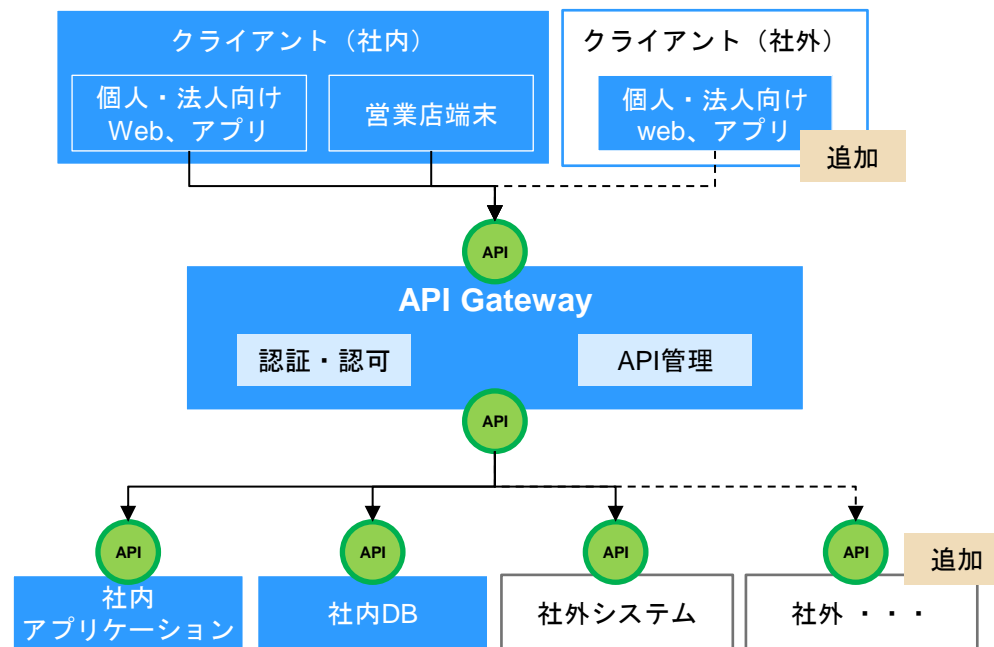 クライアント（社内）
個人・法人向け
Web、アプリ
営業店端末
クライアント（社外）
個人・法人向け
web、アプリ
追加
API
API Gateway
認証・認可
API管理
API
API
API
API
API
追加
社内
アプリケーション
社内DB
社外システム
社外 ・・・